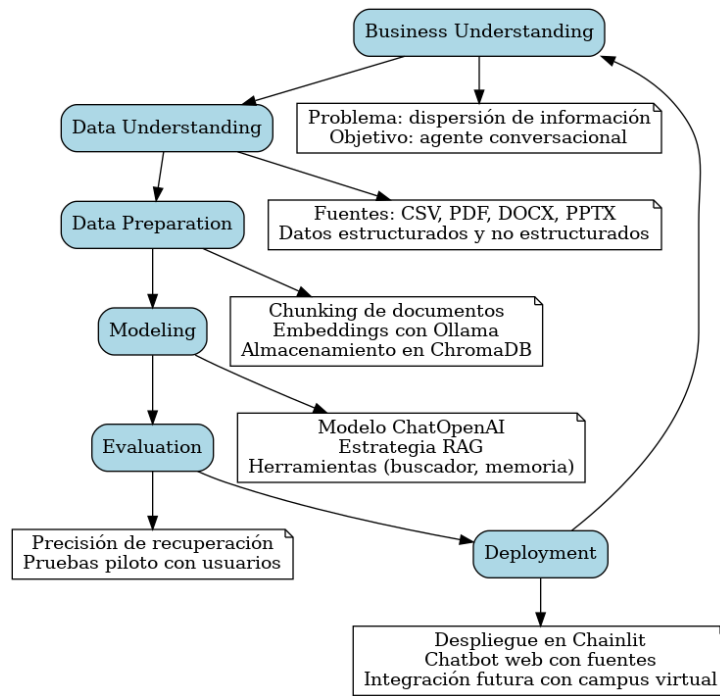 Business Understanding
Problema: dispersión de información
Objetivo: agente conversacional
Data Understanding
Fuentes: CSV, PDF, DOCX, PPTX
Datos estructurados y no estructurados
Data Preparation
Chunking de documentos
Embeddings con Ollama
Almacenamiento en ChromaDB
Modeling
Modelo ChatOpenAI
Estrategia RAG
Herramientas (buscador, memoria)
Evaluation
Precisión de recuperación
Pruebas piloto con usuarios
Deployment
Despliegue en Chainlit
Chatbot web con fuentes
Integración futura con campus virtual